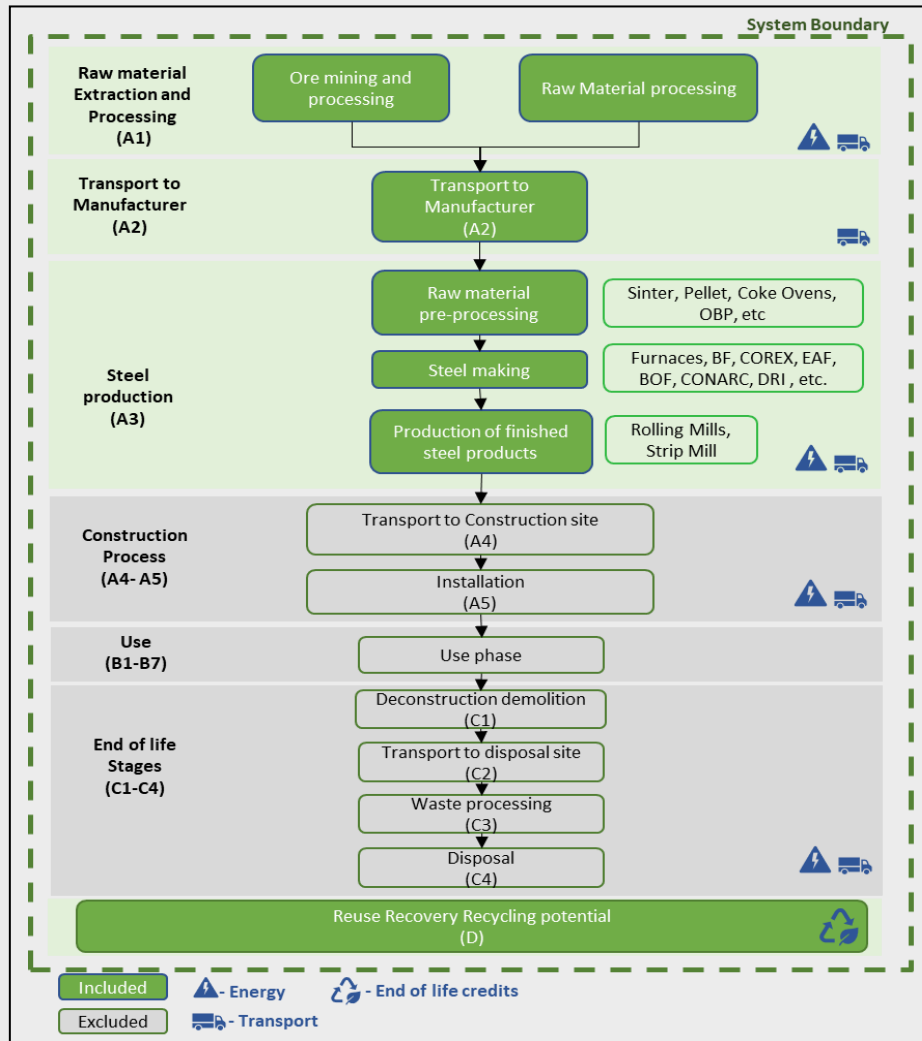 System Boundary
Raw material
Extraction and
Processing
(A1)
Ore mining and
processing
Raw Material processing
Transport to
Manufacturer
(A2)
Transport to
Manufacturer
(A2)
Steel
production
(A3)
Raw material
pre-processing
Sinter, Pellet, Coke Ovens,
OBP, etc
Steel making
Furnaces, BF, COREX, EAF,
BOF, CONARC, DRI , etc.
Production of finished
steel products
Rolling Mills,
Strip Mill
Construction
Process
(A4- A5)
Transport to Construction site
(A4)
Installation
(A5)
Use
(B1-B7)
Use phase
End of life
Stages
(C1-C4)
Deconstruction demolition
(C1)
Transport to disposal site
(C2)
Waste processing
(C3)
Disposal
(C4)
Reuse Recovery Recycling potential
(D)
Included
- Energy
- End of life credits
Excluded
- Transport